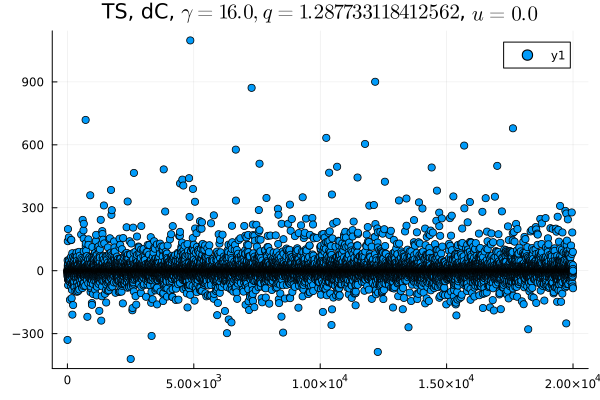 TS, dC, γ = 16.0, q = 1.287733118412562, u = 0.0
y1
900
600
300
0
−300
0 5.00×10³ 1.00×10⁴ 1.50×10⁴ 2.00×10⁴